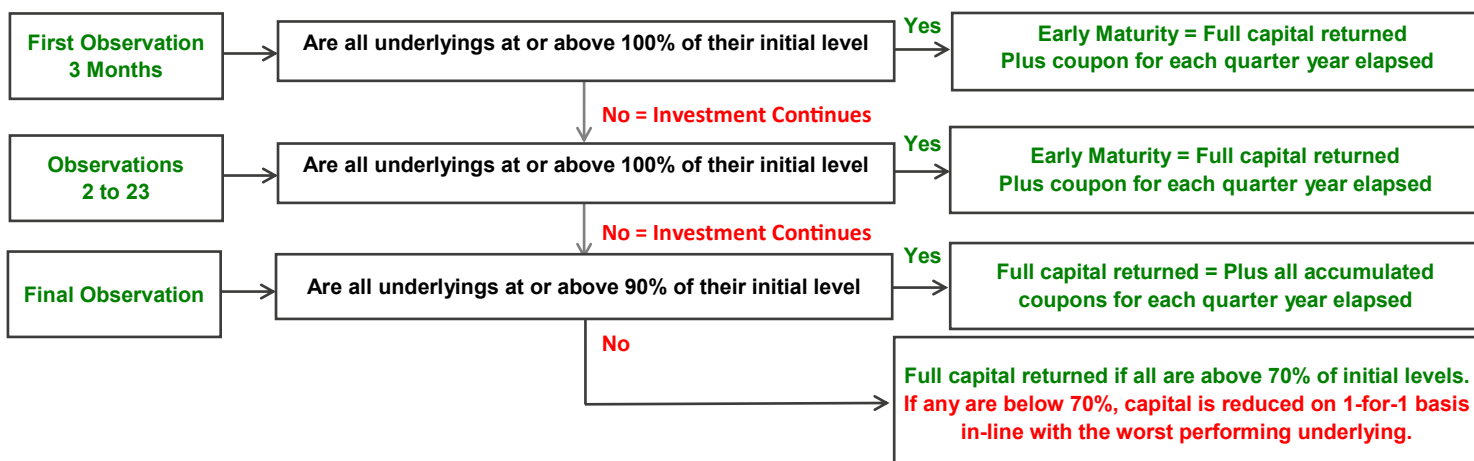 First Observation
3 Months
Are all underlyings at or above 100% of their initial level
Yes
Early Maturity = Full capital returned
Plus coupon for each quarter year elapsed
No = Investment Continues
Observations
2 to 23
Are all underlyings at or above 100% of their initial level
Yes
Early Maturity = Full capital returned
Plus coupon for each quarter year elapsed
No = Investment Continues
Final Observation
Are all underlyings at or above 90% of their initial level
Yes
Full capital returned = Plus all accumulated
coupons for each quarter year elapsed
No
Full capital returned if all are above 70% of initial levels.
If any are below 70%, capital is reduced on 1-for-1 basis
in-line with the worst performing underlying.